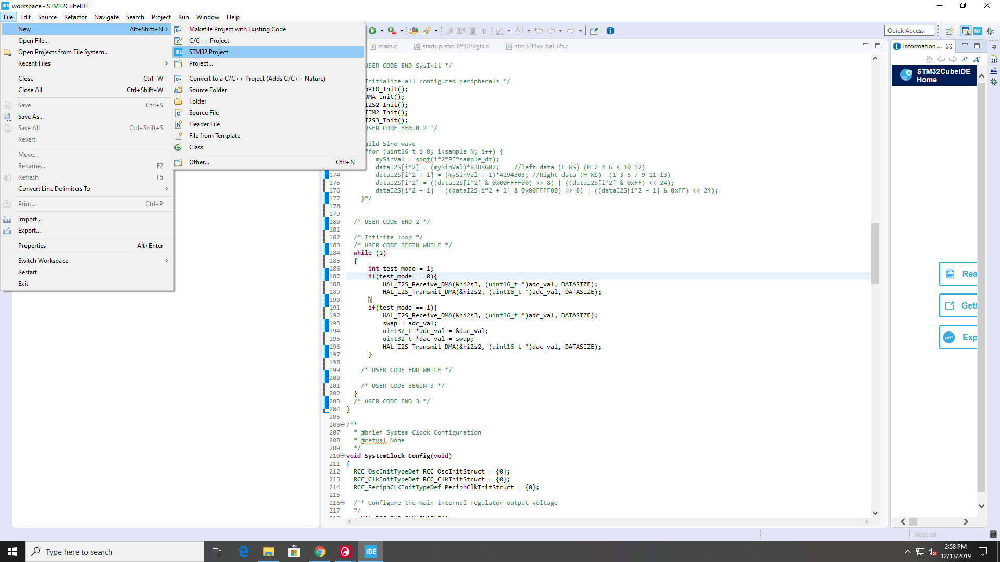 workspace - STM32CubeIDE
File Edit Source Refactor Navigate Search Project Run Window Help
New Alt+Shift+N
Open File...
Open Projects from File System...
Recent Files
Close Ctrl+W
Close All Ctrl+Shift+W
Save Ctrl+S
Save As...
Save All Ctrl+Shift+S
Revert
Move...
Rename... F2
Refresh F5
Convert Line Delimiters To
Print... Ctrl+P
Import...
Export...
Properties Alt+Enter
Switch Workspace
Restart
Exit
Makefile Project with Existing Code
C/C++ Project
IDE STM32 Project
Project...
Convert to a C/C++ Project (Adds C/C++ Nature)
Source Folder
Folder
Source File
Header File
File from Template
Class
Other... Ctrl+N
Quick Access
MX
main.c startup_stm32f407vgtx.s stm32f4xx_hal_i2s.c
USER CODE END SysInit */
Initialize all configured peripherals */
GPIO_Init();
DMA_Init();
I2S2_Init();
TIM2_Init();
I2S3_Init();
USER CODE BEGIN 2 */
uild Sine wave
*for (uint16_t i=0; i<sample_N; i++) {
mySinVal = sinf(i*2*PI*sample_dt);
dataI2S[i*2] = (mySinVal)*8388607; //left data (L WS) (0 2 4 6 8 10 12)
174 dataI2S[i*2 + 1] = (mySinVal + 1)*4194303; //Right data (H WS) (1 3 5 7 9 11 13)
175 dataI2S[i*2] = ((dataI2S[i*2] & 0x00FFFF00) >> 8) | ((dataI2S[i*2] & 0xFF) << 24);
176 dataI2S[i*2 + 1] = ((dataI2S[i*2 + 1] & 0x00FFFF00) >> 8) | ((dataI2S[i*2 + 1] & 0xFF) << 24);
177 }*/
178
179
180 /* USER CODE END 2 */
181
182 /* Infinite loop */
183 /* USER CODE BEGIN WHILE */
184 while (1)
185 {
186 int test_mode = 1;
187 if(test_mode == 0){
188 HAL_I2S_Receive_DMA(&hi2s3, (uint16_t *)adc_val, DATASIZE);
189 HAL_I2S_Transmit_DMA(&hi2s2, (uint16_t *)adc_val, DATASIZE);
190 }
191 if(test_mode == 1){
192 HAL_I2S_Receive_DMA(&hi2s3, (uint16_t *)adc_val, DATASIZE);
193 swap = adc_val;
194 uint32_t *adc_val = &dac_val;
195 uint32_t *dac_val = swap;
196 HAL_I2S_Transmit_DMA(&hi2s2, (uint16_t *)dac_val, DATASIZE);
197 }
198
199 /* USER CODE END WHILE */
200
201 /* USER CODE BEGIN 3 */
202 }
203 /* USER CODE END 3 */
204 }
205
206 /**
207 * @brief System Clock Configuration
208 * @retval None
209 */
210 void SystemClock_Config(void)
211 {
212 RCC_OscInitTypeDef RCC_OscInitStruct = {0};
213 RCC_ClkInitTypeDef RCC_ClkInitStruct = {0};
214 RCC_PeriphCLKInitTypeDef PeriphClkInitStruct = {0};
215
216 /** Configure the main internal regulator output voltage
217 */
Information ...
STM32CubeIDE
Home
Rea
Gett
NEW Exp
Stopped
Type here to search
IDE
2:58 PM
12/13/2019